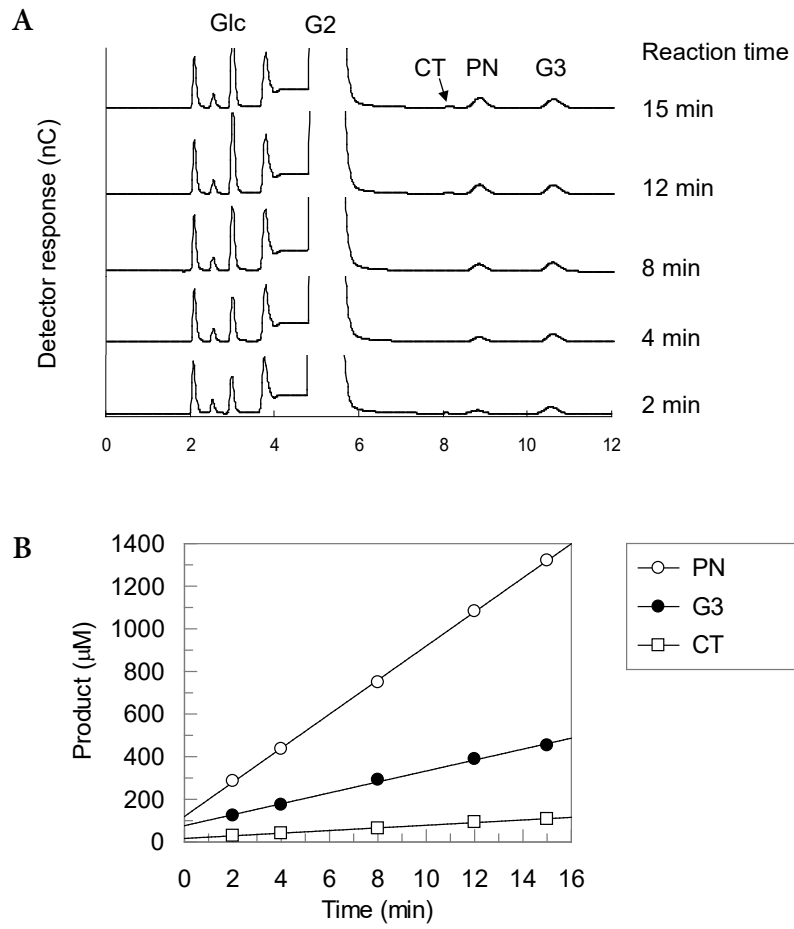 A
Glc
G2
Reaction time
CT
PN
G3
15 min
12 min
8 min
4 min
2 min
Detector response (nC)
0 2 4 6 8 10 12
B
1400
1200
1000
800
600
400
200
0
Product (μM)
0 2 4 6 8 10 12 14 16
Time (min)
PN
G3
CT